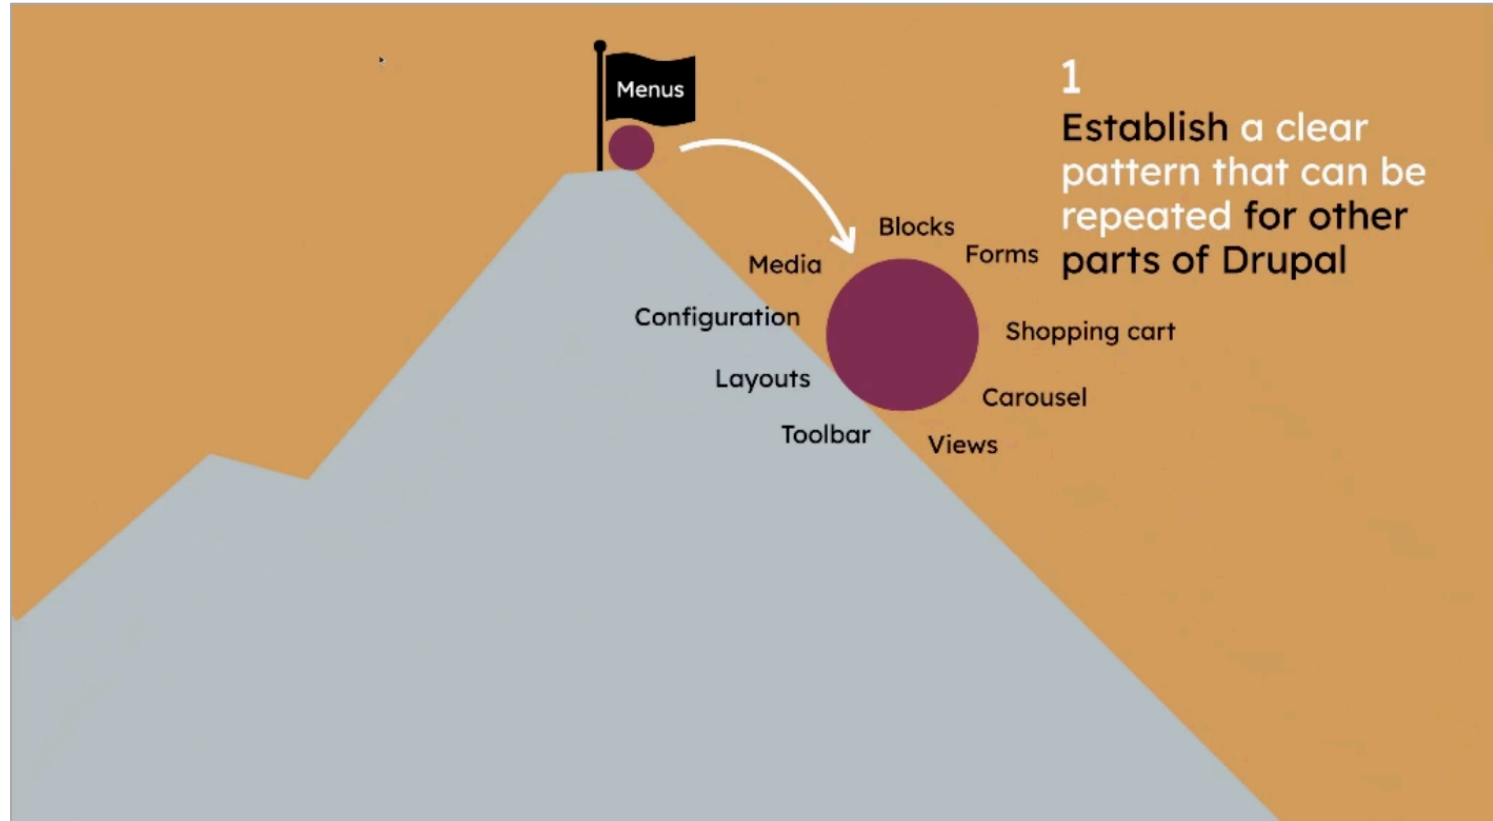 Menus
1
Establish a clear
pattern that can be
repeated for other
parts of Drupal
Blocks
Forms
Media
Configuration
Shopping cart
Layouts
Carousel
Toolbar
Views